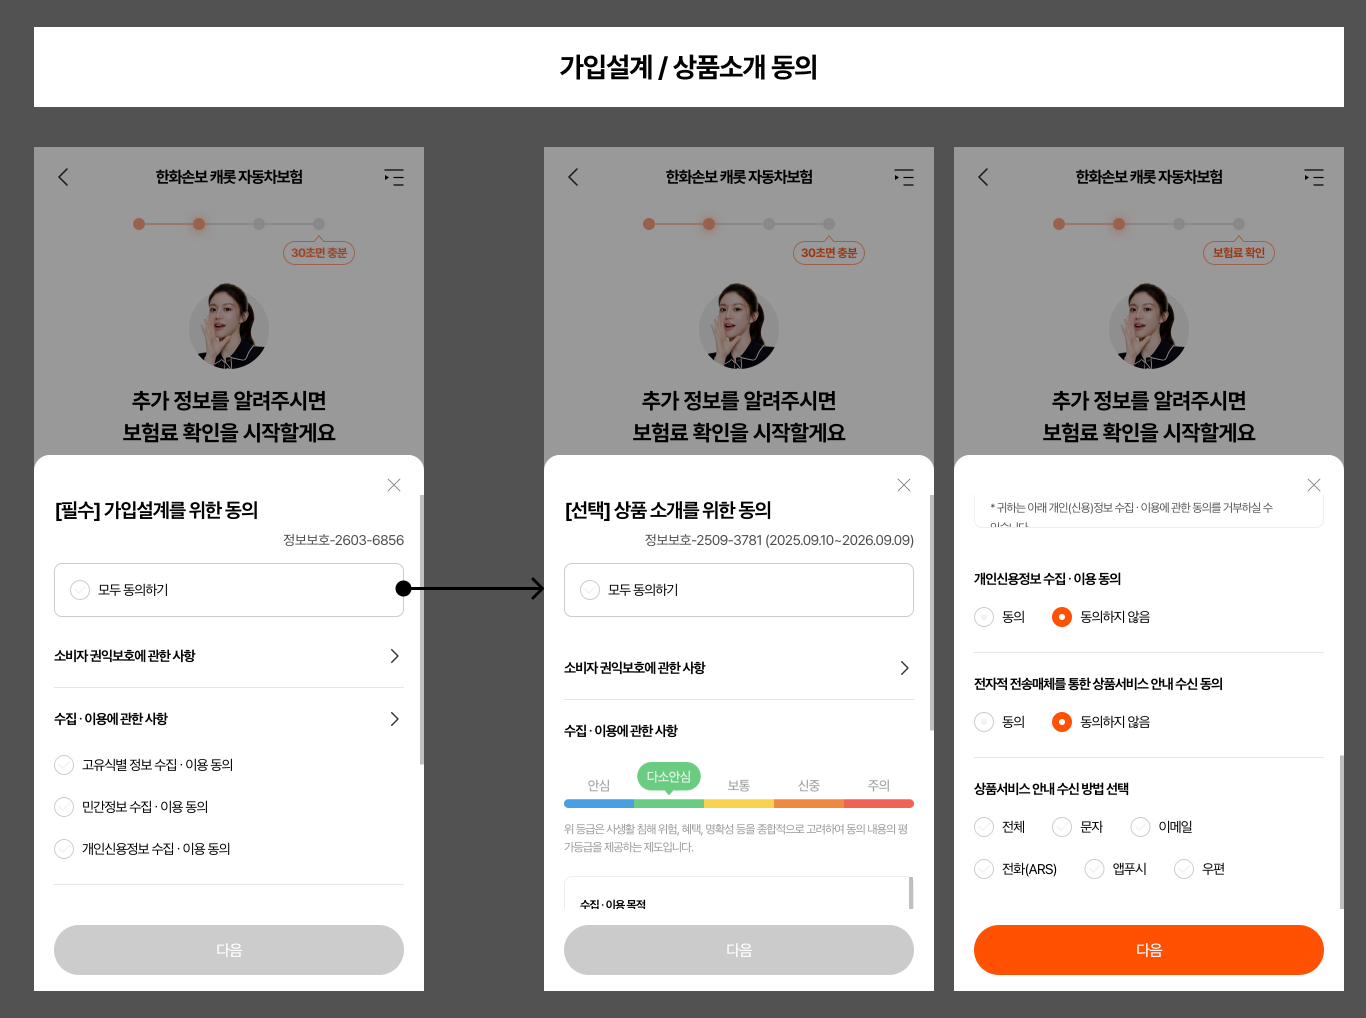 가입설계 / 상품소개 동의
한화손보 캐롯 자동차보험
30초면 충분
추가 정보를 알려주시면
보험료 확인을 시작할게요
[필수] 가입설계를 위한 동의
정보보호-2603-6856
모두 동의하기
소비자 권익보호에 관한 사항
수집 · 이용에 관한 사항
고유식별 정보 수집 · 이용 동의
민간정보 수집 · 이용 동의
개인신용정보 수집 · 이용 동의
다음
한화손보 캐롯 자동차보험
30초면 충분
추가 정보를 알려주시면
보험료 확인을 시작할게요
[선택] 상품 소개를 위한 동의
정보보호-2509-3781 (2025.09.10~2026.09.09)
모두 동의하기
소비자 권익보호에 관한 사항
수집 · 이용에 관한 사항
안심 다소안심 보통 신중 주의
위 등급은 사생활 침해 위험, 혜택, 명확성 등을 종합적으로 고려하여 동의 내용의 평
가등급을 제공하는 제도입니다.
수집 · 이용 목적
다음
한화손보 캐롯 자동차보험
보험료 확인
추가 정보를 알려주시면
보험료 확인을 시작할게요
* 귀하는 아래 개인(신용)정보 수집 · 이용에 관한 동의를 거부하실 수
있습니다.
개인신용정보 수집 · 이용 동의
동의 동의하지 않음
전자적 전송매체를 통한 상품서비스 안내 수신 동의
동의 동의하지 않음
상품서비스 안내 수신 방법 선택
전체 문자 이메일
전화(ARS) 앱푸시 우편
다음